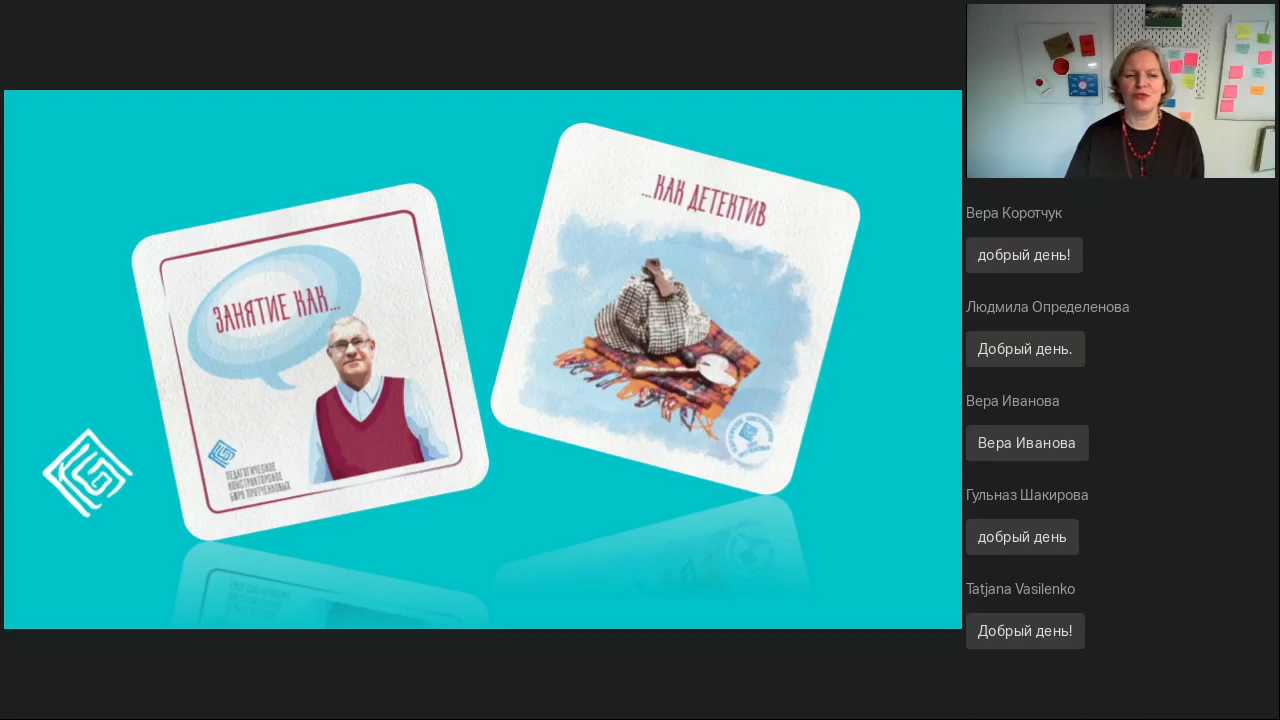 ЗАНЯТИЕ КАК...
ПЕДАГОГИЧЕСКОЕ
КОНСТРУКТОРСКОЕ
БЮРО ПРУТЧЕНКОВЫХ
...КАК ДЕТЕКТИВ
Вера Коротчук
добрый день!
Людмила Определенова
Добрый день.
Вера Иванова
Вера Иванова
Гульназ Шакирова
добрый день
Tatjana Vasilenko
Добрый день!